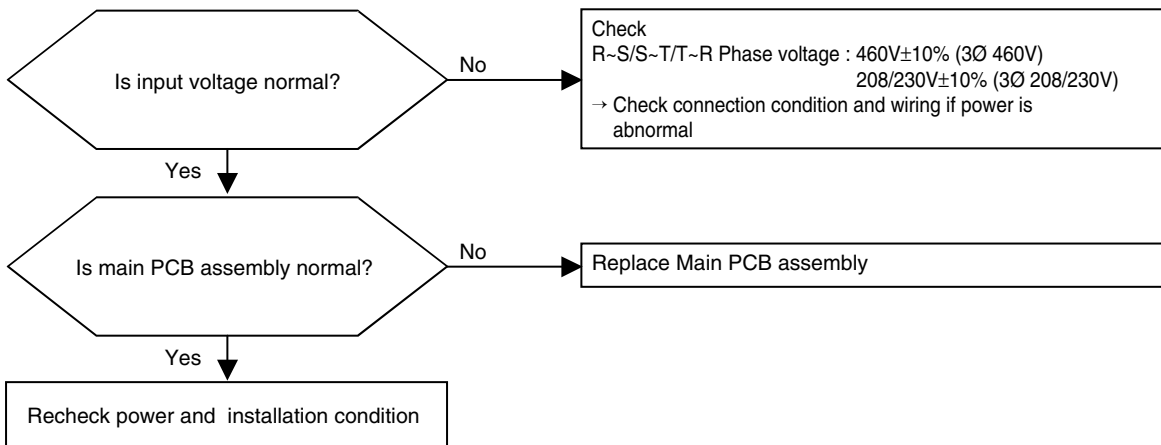 Is input voltage normal?
No
Check
R~S/S~T/T~R Phase voltage : 460V±10% (3Ø 460V)
208/230V±10% (3Ø 208/230V)
→ Check connection condition and wiring if power is
abnormal
Yes
Is main PCB assembly normal?
No
Replace Main PCB assembly
Yes
Recheck power and installation condition